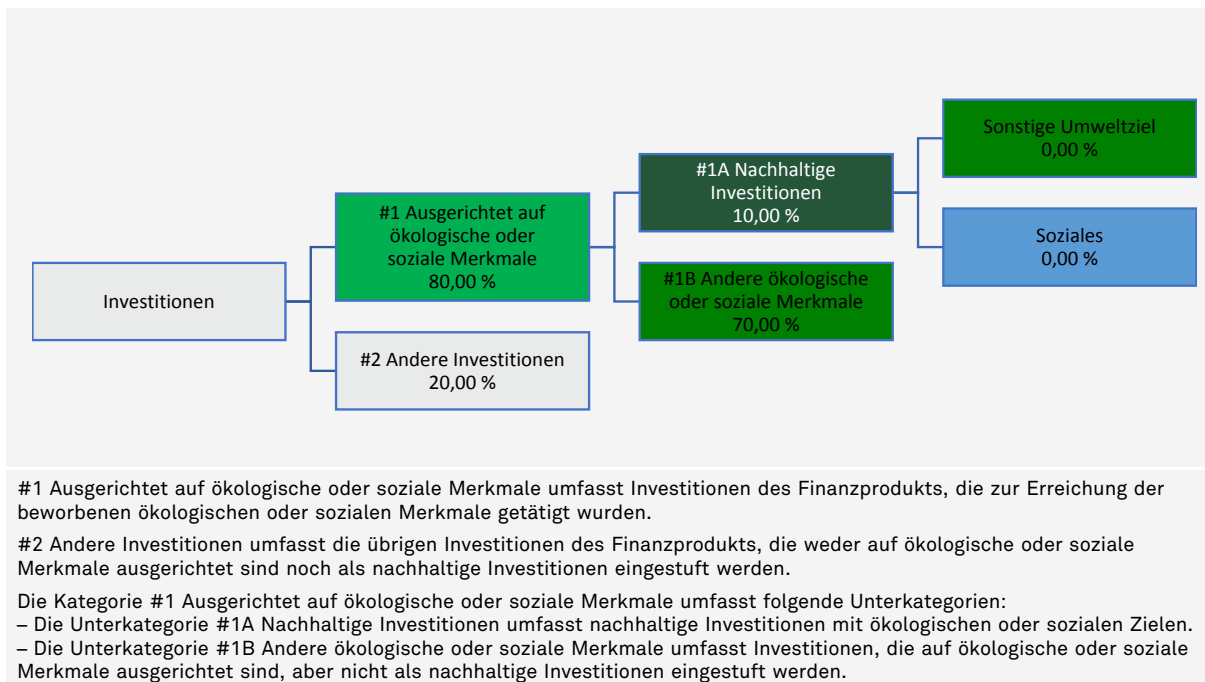 Sonstige Umweltziel
0,00 %
#1A Nachhaltige
Investitionen
10,00 %
#1 Ausgerichtet auf
ökologische oder
soziale Merkmale
80,00 %
Soziales
0,00 %
Investitionen
#1B Andere ökologische
oder soziale Merkmale
70,00 %
#2 Andere Investitionen
20,00 %
#1 Ausgerichtet auf ökologische oder soziale Merkmale umfasst Investitionen des Finanzprodukts, die zur Erreichung der
beworbenen ökologischen oder sozialen Merkmale getätigt wurden.
#2 Andere Investitionen umfasst die übrigen Investitionen des Finanzprodukts, die weder auf ökologische oder soziale
Merkmale ausgerichtet sind noch als nachhaltige Investitionen eingestuft werden.
Die Kategorie #1 Ausgerichtet auf ökologische oder soziale Merkmale umfasst folgende Unterkategorien:
– Die Unterkategorie #1A Nachhaltige Investitionen umfasst nachhaltige Investitionen mit ökologischen oder sozialen Zielen.
– Die Unterkategorie #1B Andere ökologische oder soziale Merkmale umfasst Investitionen, die auf ökologische oder soziale
Merkmale ausgerichtet sind, aber nicht als nachhaltige Investitionen eingestuft werden.